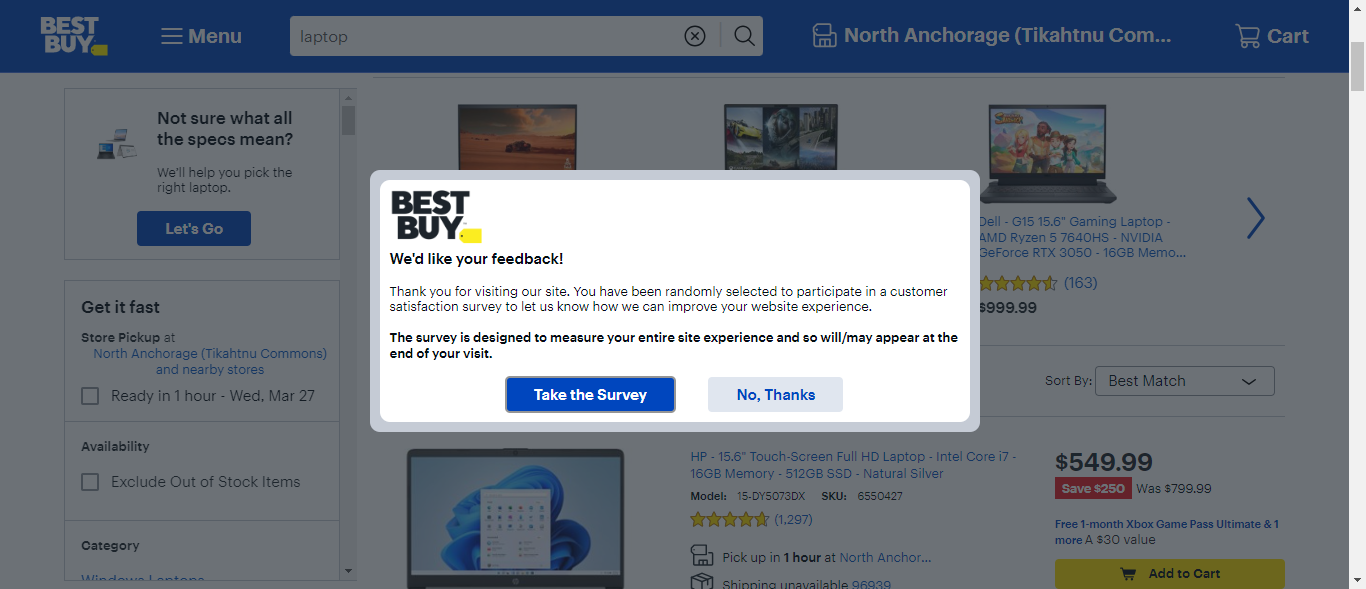 BEST
BUY
Menu
laptop
North Anchorage (Tikahtnu Com...
Cart
Not sure what all
the specs mean?
We'll help you pick the
right laptop.
Let's Go
Get it fast
Store Pickup at
North Anchorage (Tikahtnu Commons)
and nearby stores
Ready in 1 hour - Wed, Mar 27
Availability
Exclude Out of Stock Items
Category
Windows Laptops
BEST
BUY
We'd like your feedback!
Thank you for visiting our site. You have been randomly selected to participate in a customer
satisfaction survey to let us know how we can improve your website experience.
The survey is designed to measure your entire site experience and so will/may appear at the
end of your visit.
Take the Survey
No, Thanks
Dell - G15 15.6" Gaming Laptop -
AMD Ryzen 5 7640HS - NVIDIA
GeForce RTX 3050 - 16GB Memo...
(163)
$999.99
Sort By: Best Match
HP - 15.6" Touch-Screen Full HD Laptop - Intel Core i7 -
16GB Memory - 512GB SSD - Natural Silver
Model: 15-DY5073DX SKU: 6550427
(1,297)
Pick up in 1 hour at North Anchor...
Shipping unavailable 96939
$549.99
Save $250 Was $799.99
Free 1-month Xbox Game Pass Ultimate & 1
more A $30 value
Add to Cart